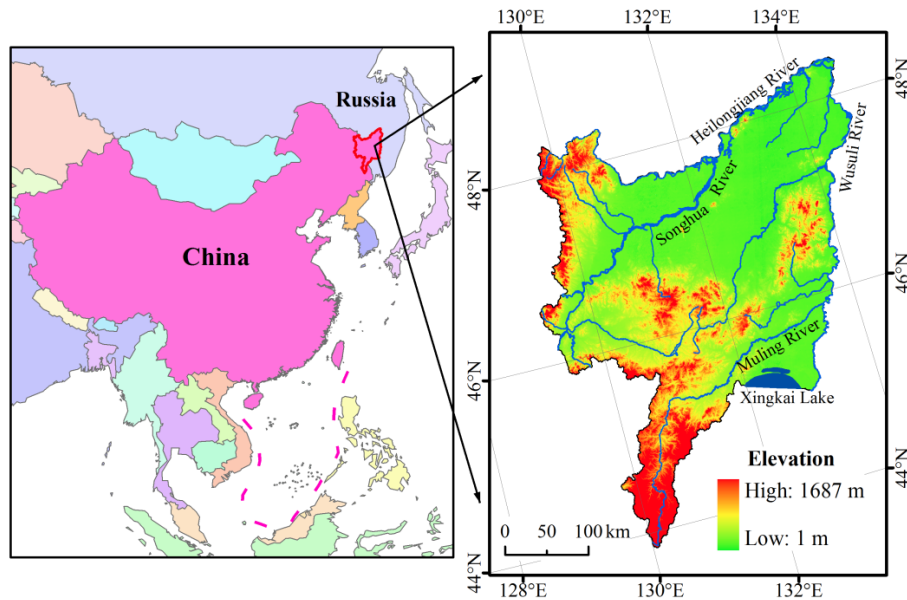 Russia
China
130°E
132°E
134°E
48°N
48°N
46°N
46°N
44°N
44°N
Heilongjiang River
Wusuli River
Songhua River
Muling River
Xingkai Lake
Elevation
High: 1687 m
Low: 1 m
0 50 100 km
128°E
130°E
132°E